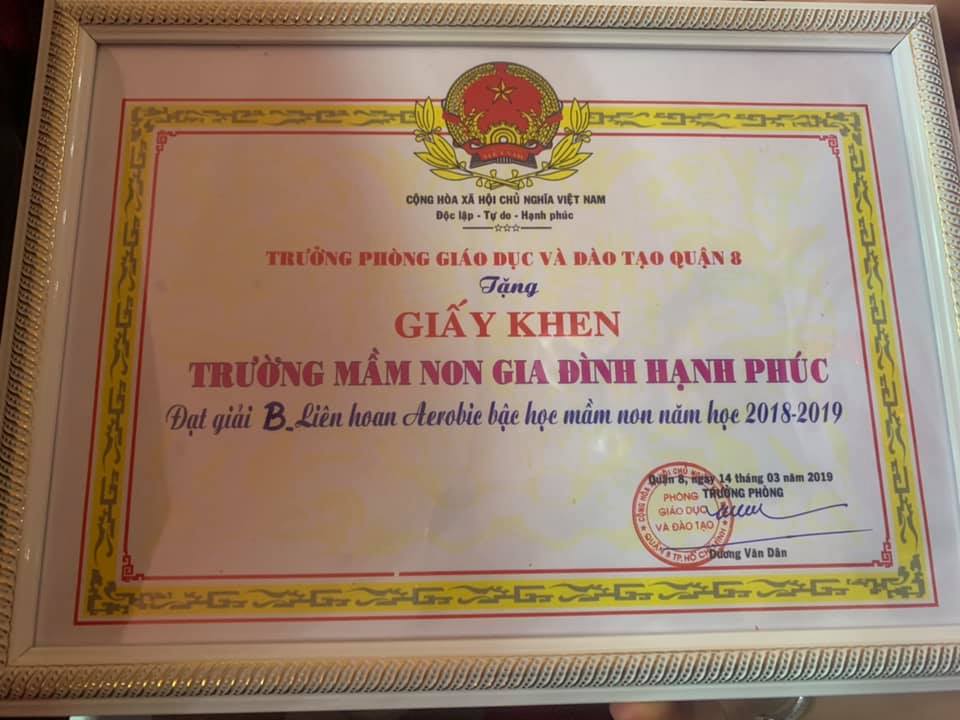 VIỆT NAM
CỘNG HÒA XÃ HỘI CHỦ NGHĨA VIỆT NAM
Độc lập - Tự do - Hạnh phúc
TRƯỞNG PHÒNG GIÁO DỤC VÀ ĐÀO TẠO QUẬN 8
Tặng
GIẤY KHEN
TRƯỜNG MẦM NON GIA ĐÌNH HẠNH PHÚC
Đạt giải B Liên hoan Aerobic bậc học mầm non năm học 2018-2019
Quận 8, ngày 14 tháng 03 năm 2019
TRƯỞNG PHÒNG
PHÒNG
GIÁO DỤC
VÀ ĐÀO TẠO
Dương Văn Dân